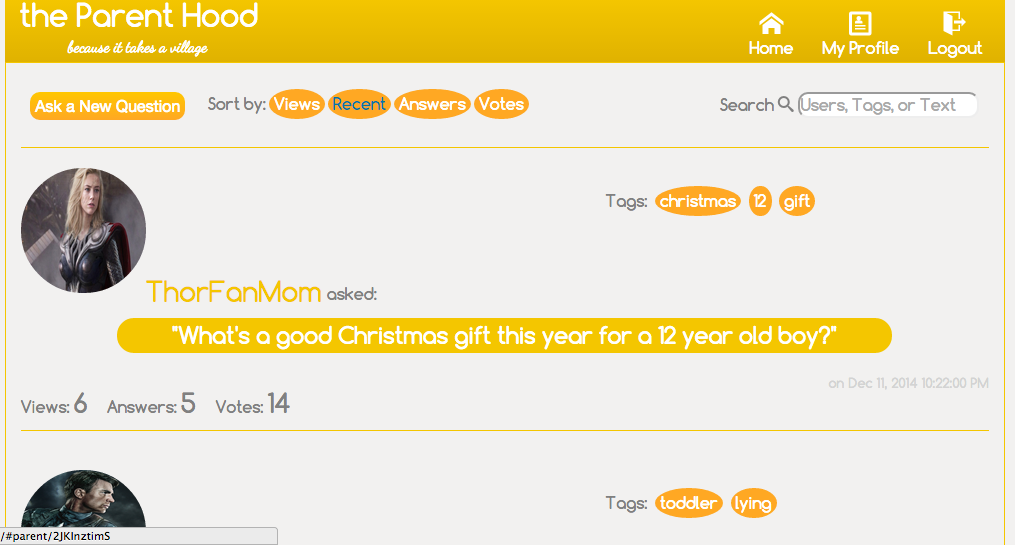 the Parent Hood
because it takes a village
Home My Profile Logout
Ask a New Question Sort by: Views Recent Answers Votes Search Users, Tags, or Text
Tags: christmas 12 gift
ThorFanMom asked:
"What's a good Christmas gift this year for a 12 year old boy?"
on Dec 11, 2014 10:22:00 PM
Views: 6 Answers: 5 Votes: 14
Tags: toddler lying
/#parent/2JKInztimS